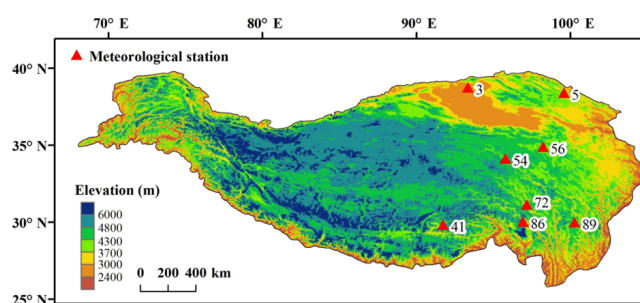 70° E 80° E 90° E 100° E
Meteorological station
40° N
35° N
30° N
25° N
3
5
56
54
72
41
86
89
Elevation (m)
6000
4800
4300
3700
3000
2400
0 200 400 km